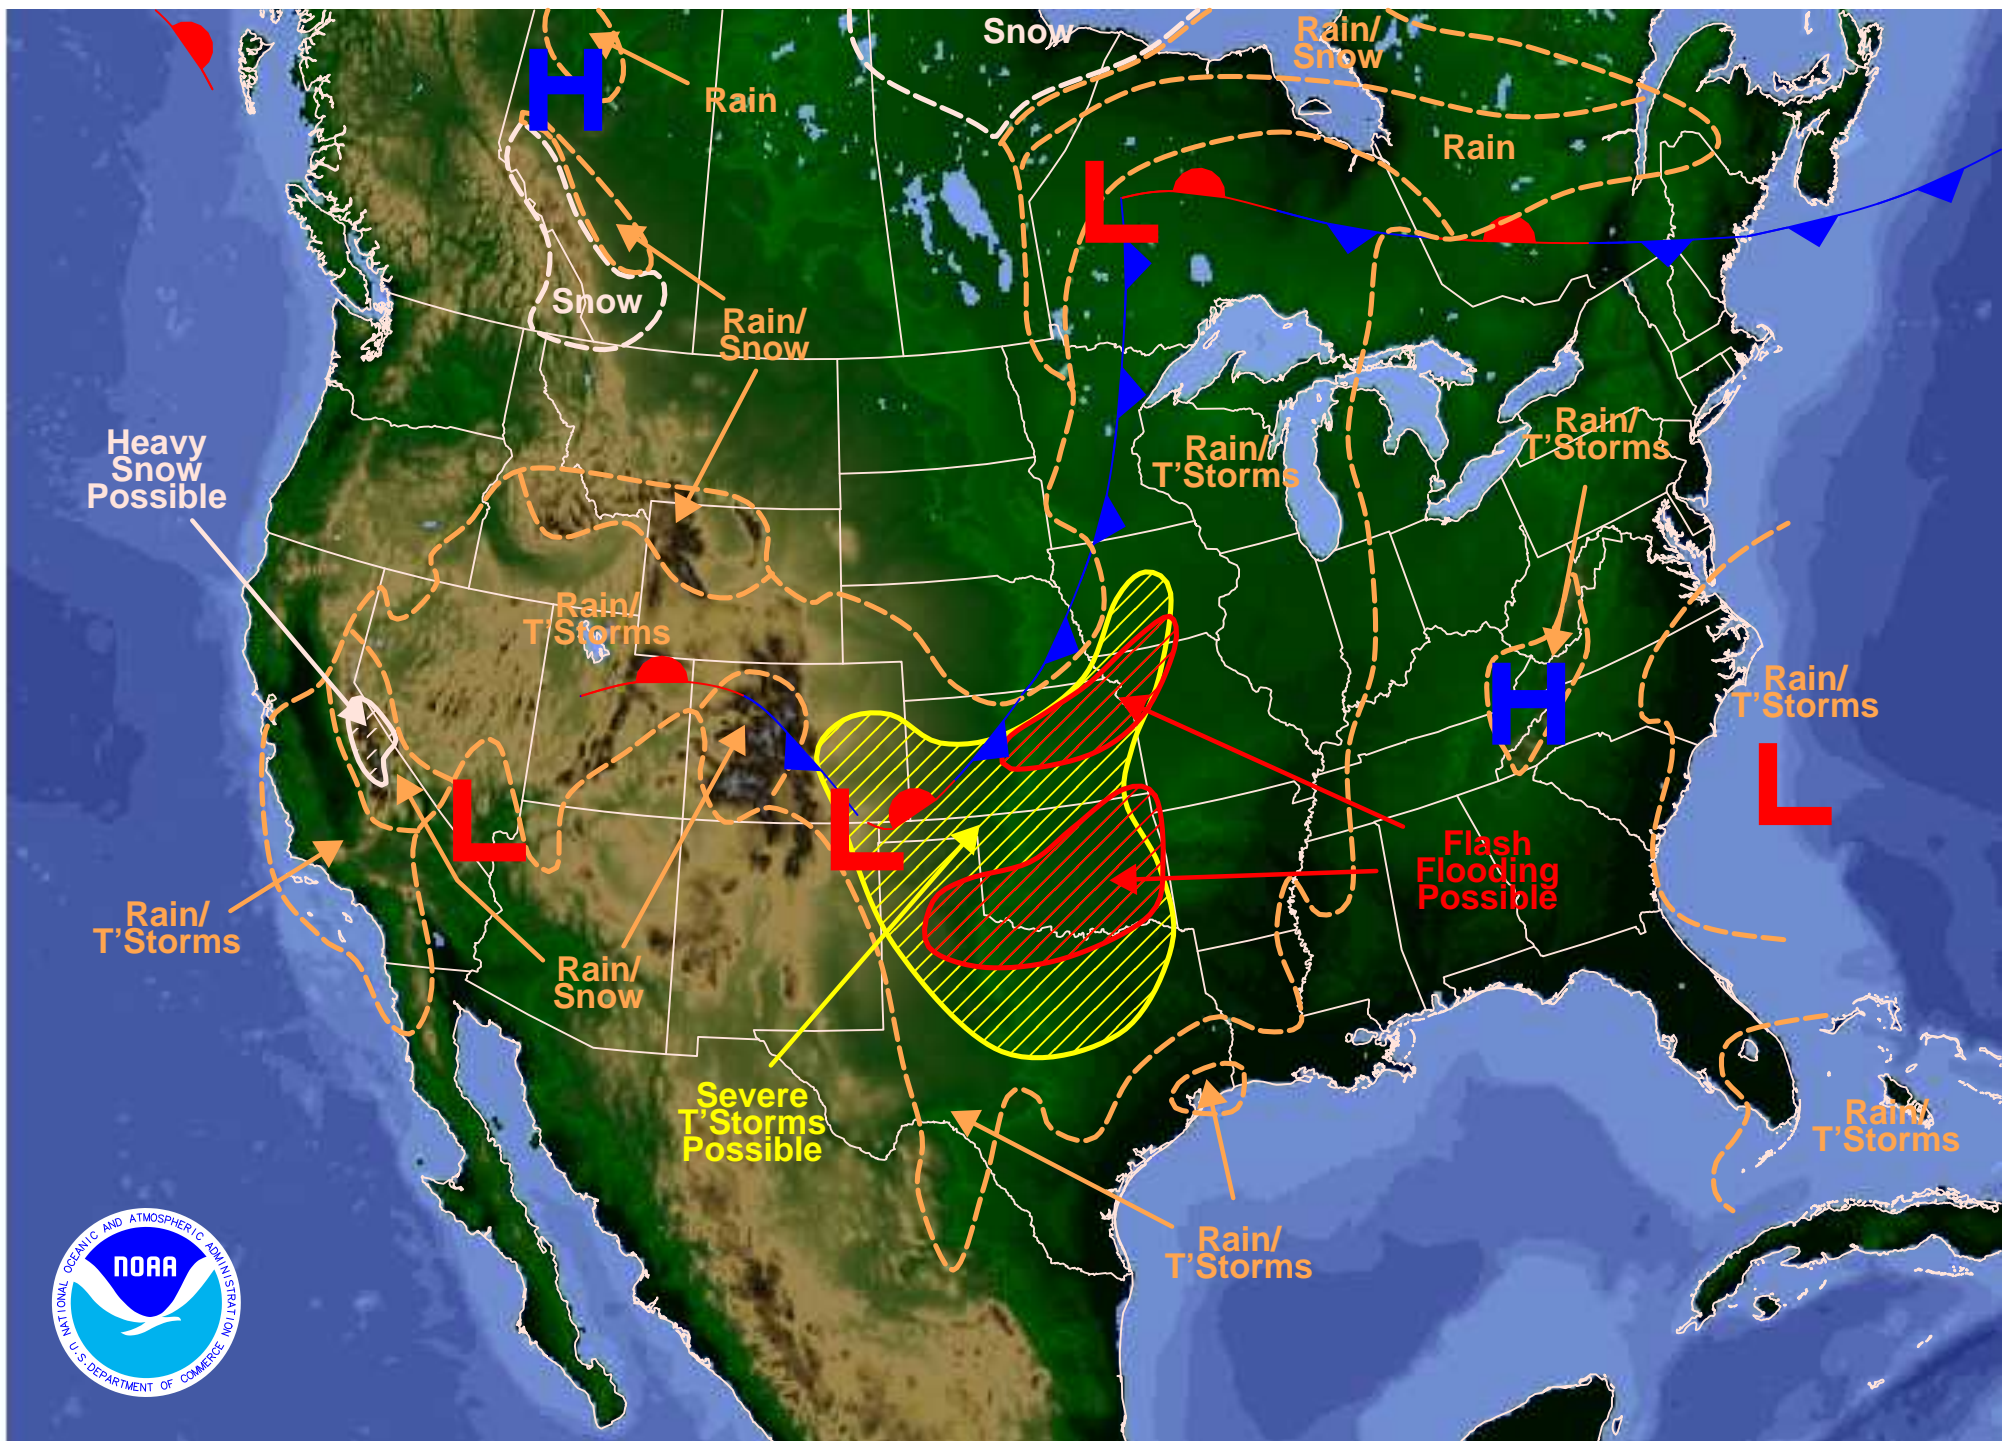 Snow
Rain/
Snow
H
Rain
Rain
L
Snow
Rain/
Snow
Heavy
Snow
Possible
Rain/
T'Storms
Rain/
T'Storms
Rain/
T'Storms
H
Rain/
T'Storms
L
L
L
Flash
Flooding
Possible
Rain/
T'Storms
Rain/
Snow
Severe
T'Storms
Possible
Rain/
T'Storms
Rain/
T'Storms
NATIONAL OCEANIC AND ATMOSPHERIC ADMINISTRATION
NOAA
U.S. DEPARTMENT OF COMMERCE